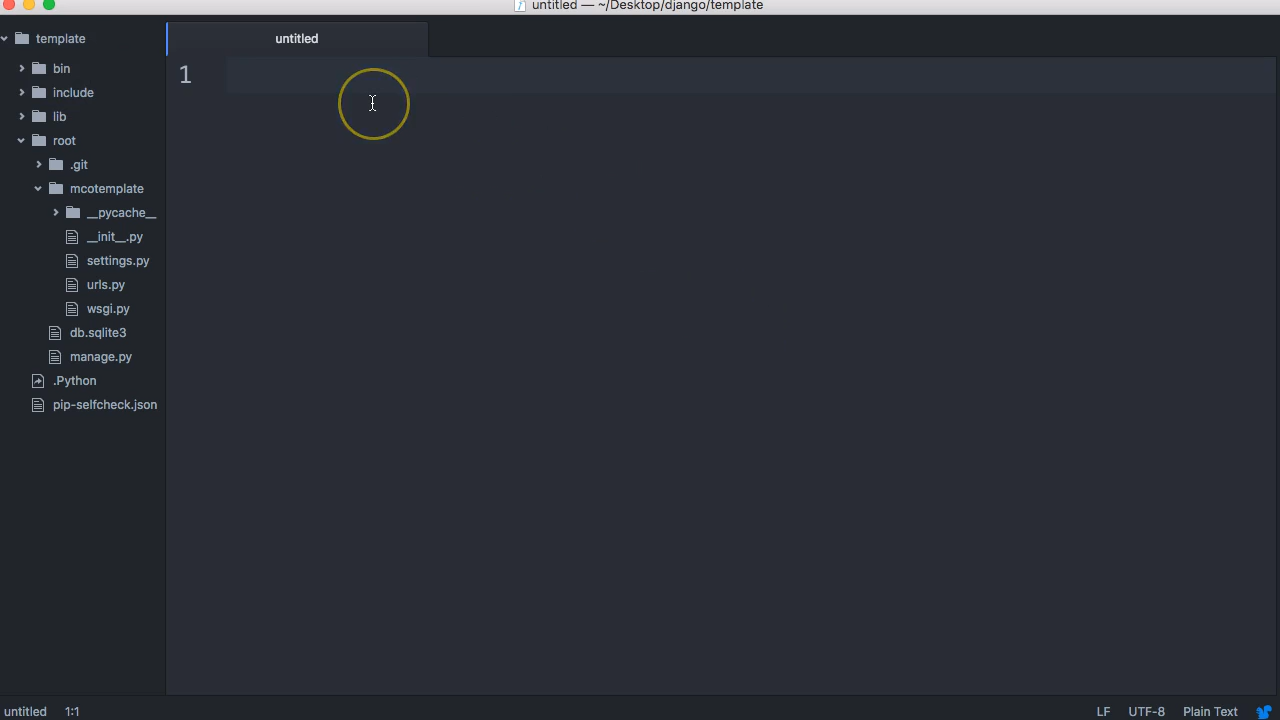 untitled — ~/Desktop/django/template
template
bin
include
lib
root
.git
mcotemplate
__pycache__
__init__.py
settings.py
urls.py
wsgi.py
db.sqlite3
manage.py
.Python
pip-selfcheck.json
untitled
1
untitled 1:1 LF UTF-8 Plain Text